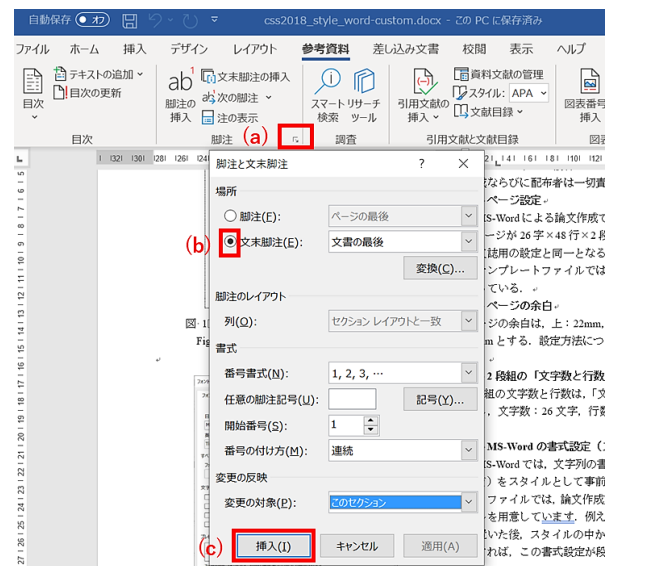 自動保存 オフ css2018_style_word-custom.docx - この PC に保存済み
ファイル ホーム 挿入 デザイン レイアウト 参考資料 差し込み文書 校閲 表示 ヘルプ
目次
テキストの追加
目次の更新
目次
ab1
脚注の
挿入
文末脚注の挿入
次の脚注
注の表示
脚注
(a)
スマート
検索
リサーチ
ツール
調査
引用文献の
挿入
資料文献の管理
スタイル: APA
文献目録
引用文献と文献目録
図表番号
挿入
脚注と文末脚注 ? ×
場所
脚注(F): ページの最後
(b) 文末脚注(E): 文書の最後
変換(C)...
脚注のレイアウト
列(O): セクション レイアウトと一致
書式
番号書式(N): 1, 2, 3, …
任意の脚注記号(U): 記号(Y)...
開始番号(S): 1
番号の付け方(M): 連続
変更の反映
変更の対象(P): このセクション
(c) 挿入(I) キャンセル 適用(A)
図 1
Fig
ならびに配布者は一切責
ページ設定
MS-Wordによる論文作成で
ージが 26 字×48 行×2 段
誌用の設定と同一となる
ンプレートファイルでは
ている.
ページの余白
ジの余白は,上:22mm,
m とする.設定方法につ
2 段組の「文字数と行数
組の文字数と行数は,「文
,文字数:26 文字,行数
MS-Word の書式設定(
S-Word では,文字列の書
)をスタイルとして事前
ファイルでは,論文作成
を用意しています.例え
いた後,スタイルの中か
れば,この書式設定が段